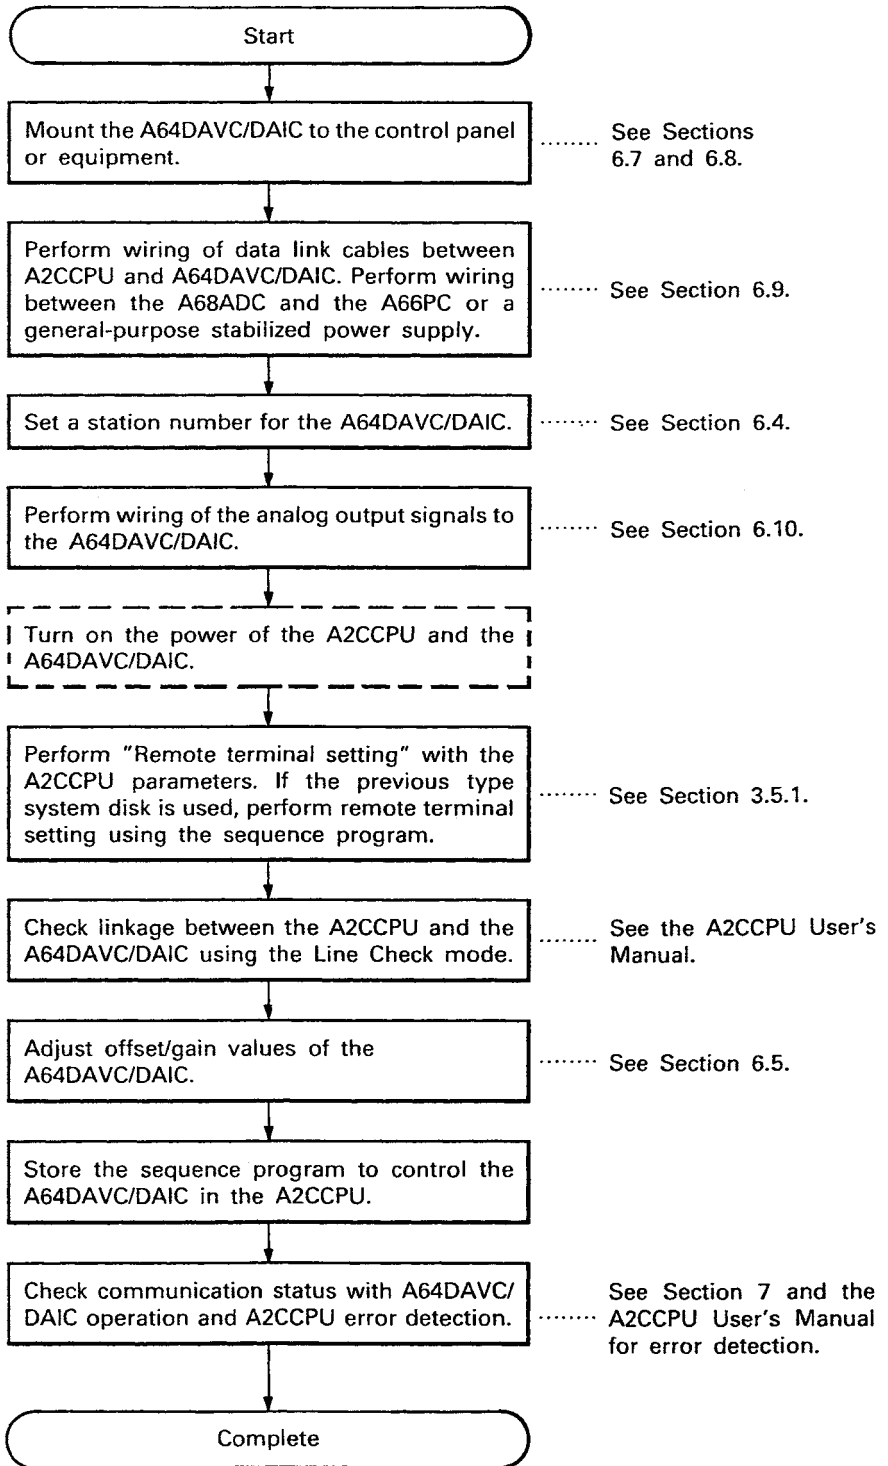 Start
Mount the A64DAVC/DAIC to the control panel
or equipment.
See Sections
6.7 and 6.8.
Perform wiring of data link cables between
A2CCPU and A64DAVC/DAIC. Perform wiring
between the A68ADC and the A66PC or a
general-purpose stabilized power supply.
See Section 6.9.
Set a station number for the A64DAVC/DAIC.
See Section 6.4.
Perform wiring of the analog output signals to
the A64DAVC/DAIC.
See Section 6.10.
Turn on the power of the A2CCPU and the
A64DAVC/DAIC.
Perform "Remote terminal setting" with the
A2CCPU parameters. If the previous type
system disk is used, perform remote terminal
setting using the sequence program.
See Section 3.5.1.
Check linkage between the A2CCPU and the
A64DAVC/DAIC using the Line Check mode.
See the A2CCPU User's
Manual.
Adjust offset/gain values of the
A64DAVC/DAIC.
See Section 6.5.
Store the sequence program to control the
A64DAVC/DAIC in the A2CCPU.
Check communication status with A64DAVC/
DAIC operation and A2CCPU error detection.
See Section 7 and the
A2CCPU User's Manual
for error detection.
Complete